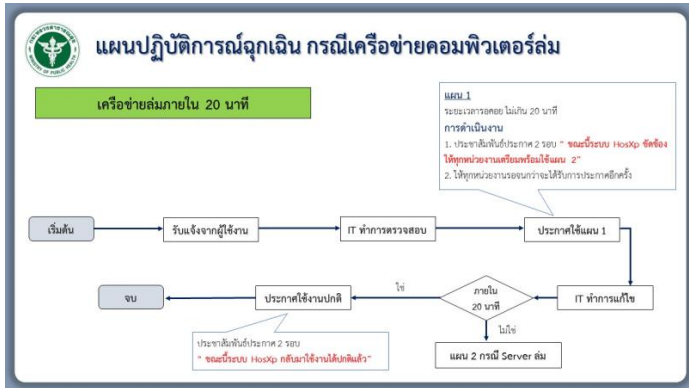 แผนปฏิบัติการณ์ฉุกเฉิน กรณีเครือข่ายคอมพิวเตอร์ล่ม
เครือข่ายล่มภายใน 20 นาที
แผน 1
ระยะเวลารอคอย ไม่เกิน 20 นาที
การดำเนินงาน
1. ประชาสัมพันธ์ประกาศ 2 รอบ " ขณะนี้ระบบ HosXp ขัดข้อง
ให้ทุกหน่วยงานเตรียมพร้อมใช้แผน 2"
2. ให้ทุกหน่วยงานรอจนกว่าจะได้รับการประกาศอีกครั้ง
เริ่มต้น
รับแจ้งจากผู้ใช้งาน
IT ทำการตรวจสอบ
ประกาศใช้แผน 1
IT ทำการแก้ไข
ภายใน
20 นาที
ใช่
ประกาศใช้งานปกติ
จบ
ไม่ใช่
แผน 2 กรณี Server ล่ม
ประชาสัมพันธ์ประกาศ 2 รอบ
" ขณะนี้ระบบ HosXp กลับมาใช้งานได้ปกติแล้ว"